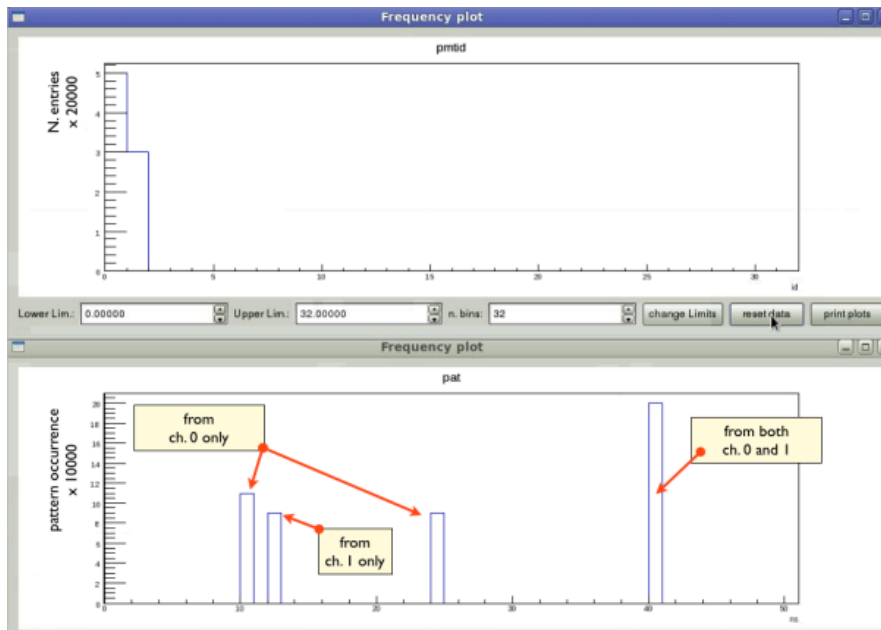 Frequency plot
pmtid
N. entries
x 20000
5
4
3
2
1
0
0 5 10 15 20 25 30
id
Lower Lim.: 0.00000 Upper Lim.: 32.00000 n. bins: 32 change Limits reset data print plots
Frequency plot
pat
pattern occurrence
x 10000
20
18
16
14
12
10
8
6
4
2
0
from
ch. 0 only
from both
ch. 0 and 1
from
ch. 1 only
0 10 20 30 40 50
ns